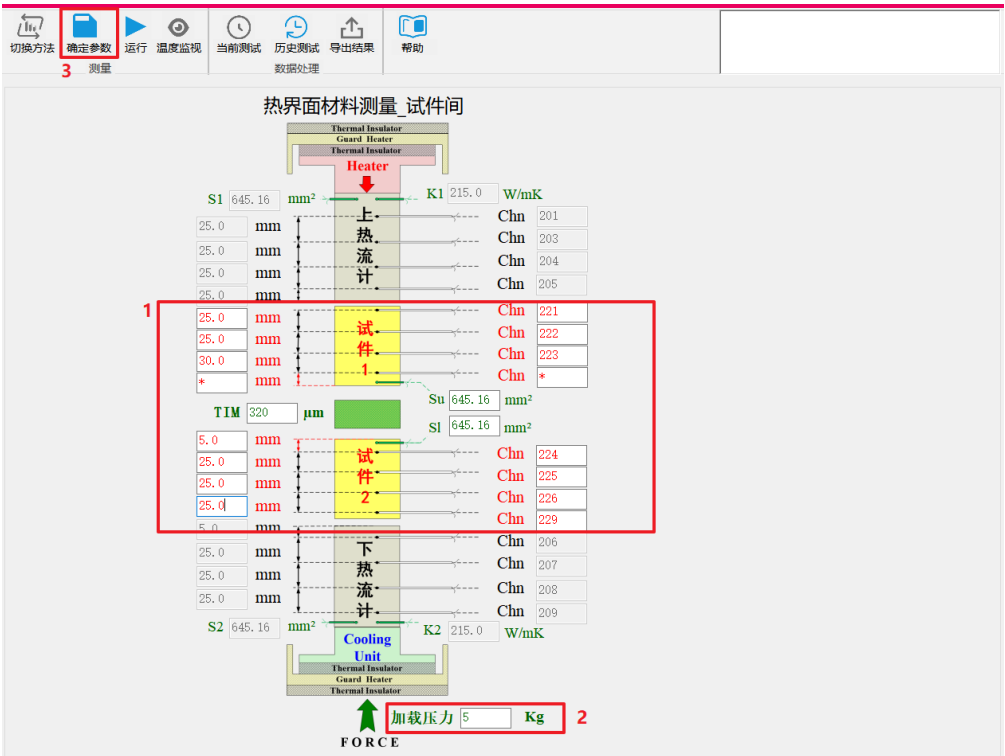 切换方法 确定参数 运行 温度监视 当前测试 历史测试 导出结果 帮助
3 测量 数据处理
热界面材料测量_试件间
Thermal Insulator
Guard Heater
Thermal Insulator
Heater
S1 645.16 mm² K1 215.0 W/mK
25.0 mm 上 Chn 201
25.0 mm 热 Chn 203
25.0 mm 流 Chn 204
25.0 mm 计 Chn 205
1
25.0 mm Chn 221
25.0 mm 试 Chn 222
30.0 mm 件 Chn 223
* mm 1 Chn *
Su 645.16 mm²
TIM 320 μm
Sl 645.16 mm²
5.0 mm
25.0 mm 试 Chn 224
25.0 mm 件 Chn 225
25.0 mm 2 Chn 226
Chn 229
5.0 mm
下 Chn 206
25.0 mm 热 Chn 207
25.0 mm 流 Chn 208
25.0 mm 计 Chn 209
S2 645.16 mm² K2 215.0 W/mK
Cooling
Unit
Thermal Insulator
Guard Heater
Thermal Insulator
加载压力 5 Kg 2
FORCE